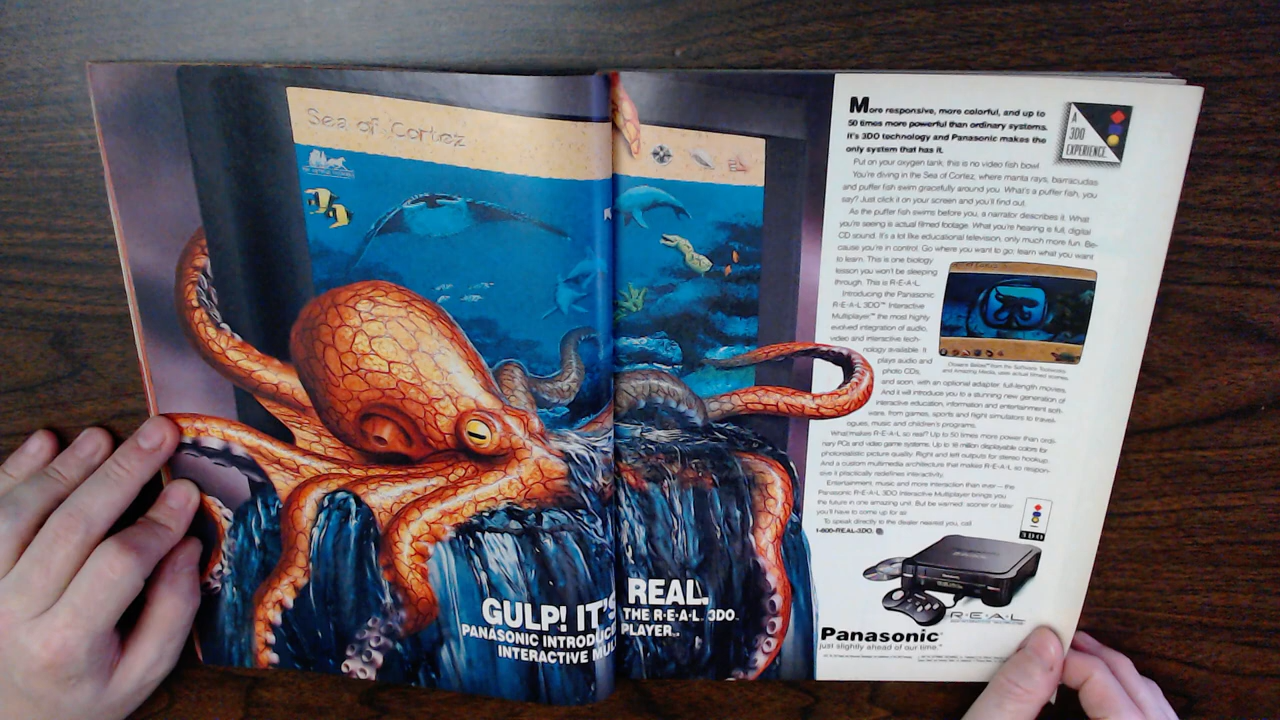 Sea of Cortez
GULP! IT'S REAL.
PANASONIC INTRODUC THE R·E·A·L 3DO™
INTERACTIVE MUL PLAYER™.
More responsive, more colorful, and up to
50 times more powerful than ordinary systems.
It's 3DO technology and Panasonic makes the
only system that has it.
A
3DO
EXPERIENCE
Put on your oxygen tank, this is no video fish bowl.
You're diving in the Sea of Cortez, where manta rays, barracudas
and puffer fish swim gracefully around you. What's a puffer fish, you
say? Just click it on your screen and you'll find out.
As the puffer fish swims before you, a narrator describes it. What
you're seeing is actual filmed footage. What you're hearing is full, digital
CD sound. It's a lot like educational television, only much more fun. Be-
cause you're in control. Go where you want to go; learn what you want
to learn. This is one biology
lesson you won't be sleeping
through. This is R·E·A·L.
Introducing the Panasonic
R·E·A·L 3DO™ Interactive
Multiplayer™ the most highly
evolved integration of audio,
video and interactive tech-
nology available. It
plays audio and
photo CDs,
and soon, with an optional adapter, full-length movies.
And it will introduce you to a stunning new generation of
interactive education, information and entertainment soft-
ware, from games, sports and flight simulators to travel-
ogues, music and children's programs.
What makes R·E·A·L so real? Up to 50 times more power than ordi-
nary PCs and video game systems. Up to 16 million displayable colors for
photorealistic picture quality. Right and left outputs for stereo hookup.
And a custom multimedia architecture that makes R·E·A·L so respon-
sive it practically redefines interactivity.
Entertainment, music and more interaction than ever — the
Panasonic R·E·A·L 3DO Interactive Multiplayer brings you
the future in one amazing unit. But be warned: sooner or later
you'll have to come up for air.
To speak directly to the dealer nearest you, call
1-800-REAL-3DO.
3DO
R·E·A·L
Panasonic
just slightly ahead of our time.™